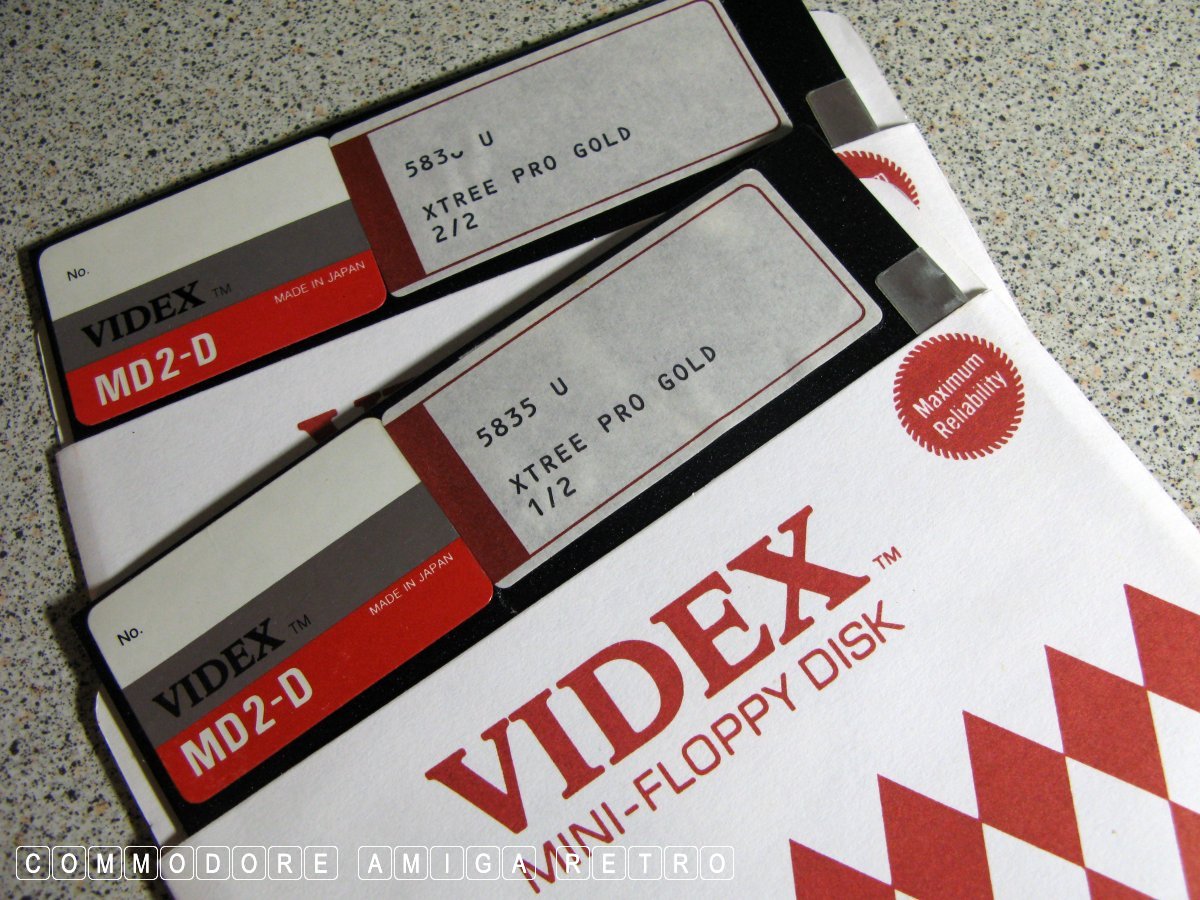 5830 U
XTREE PRO GOLD
2/2
No.
VIDEX TM
MADE IN JAPAN
MD2-D
5835 U
XTREE PRO GOLD
1/2
No.
VIDEX TM
MADE IN JAPAN
MD2-D
Maximum
Reliability
VIDEX TM
MINI-FLOPPY DISK
COMMODORE AMIGA RETRO